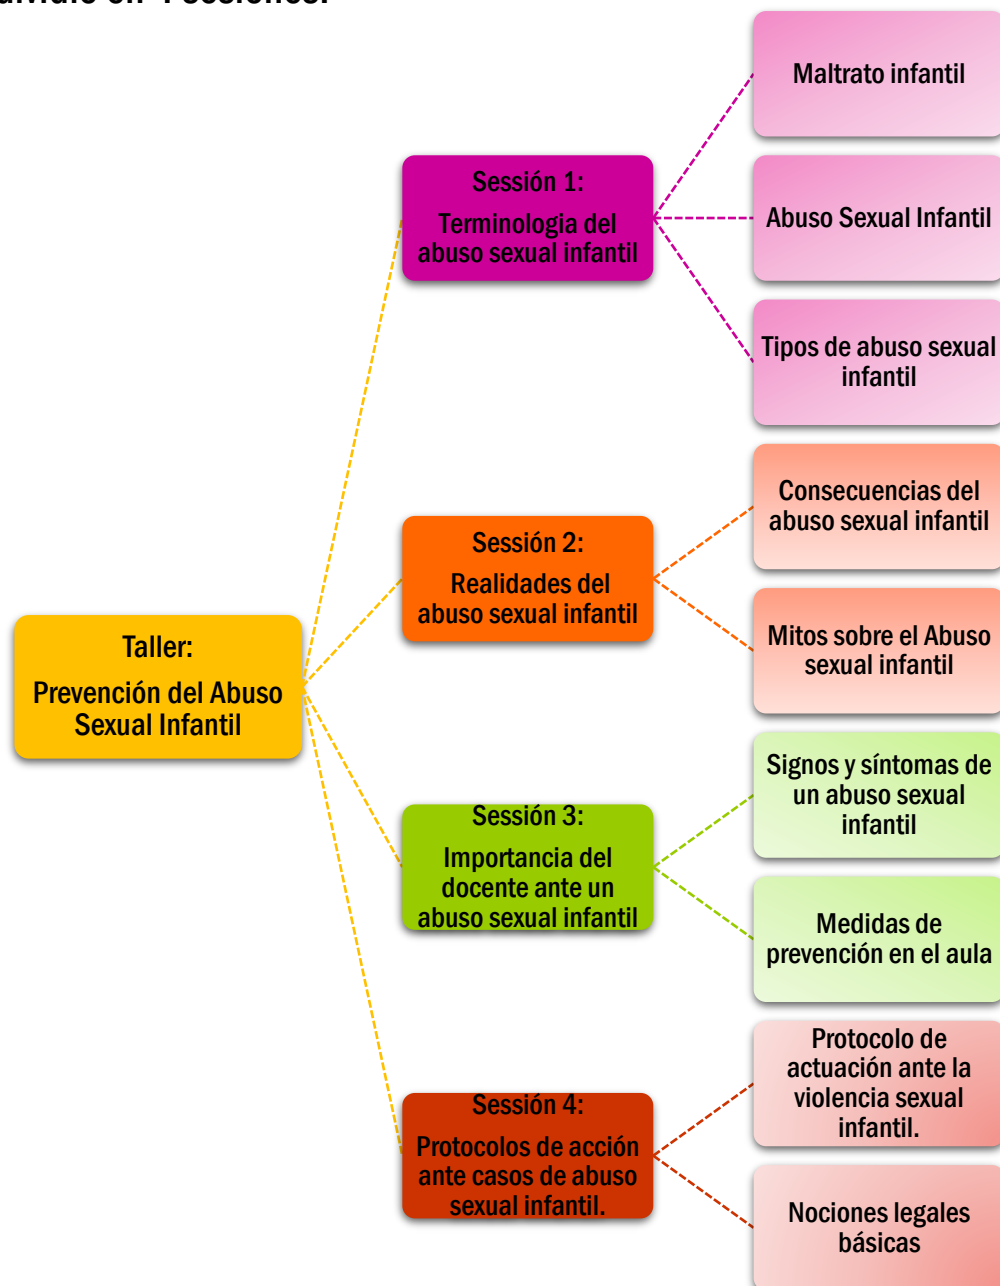 en 4 sesiones.
Maltrato infantil
Sessión 1:
Terminologia del
abuso sexual infantil
Abuso Sexual Infantil
Tipos de abuso sexual
infantil
Consecuencias del
abuso sexual infantil
Sessión 2:
Realidades del
abuso sexual infantil
Mitos sobre el Abuso
sexual infantil
Taller:
Prevención del Abuso
Sexual Infantil
Signos y síntomas de
un abuso sexual
infantil
Sessión 3:
Importancia del
docente ante un
abuso sexual infantil
Medidas de
prevención en el aula
Protocolo de
actuación ante la
violencia sexual
infantil.
Sessión 4:
Protocolos de acción
ante casos de abuso
sexual infantil.
Nociones legales
básicas